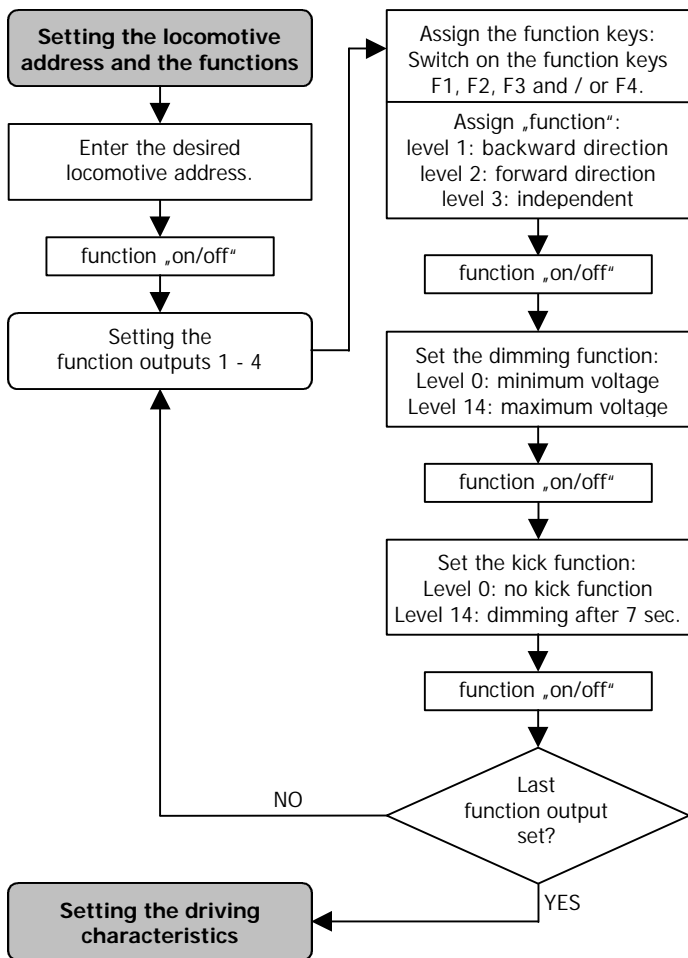 Setting the locomotive
address and the functions
Enter the desired
locomotive address.
function „on/off“
Setting the
function outputs 1 - 4
Assign the function keys:
Switch on the function keys
F1, F2, F3 and / or F4.
Assign „function“:
level 1: backward direction
level 2: forward direction
level 3: independent
function „on/off“
Set the dimming function:
Level 0: minimum voltage
Level 14: maximum voltage
function „on/off“
Set the kick function:
Level 0: no kick function
Level 14: dimming after 7 sec.
function „on/off“
Last
function output
set?
NO
YES
Setting the driving
characteristics